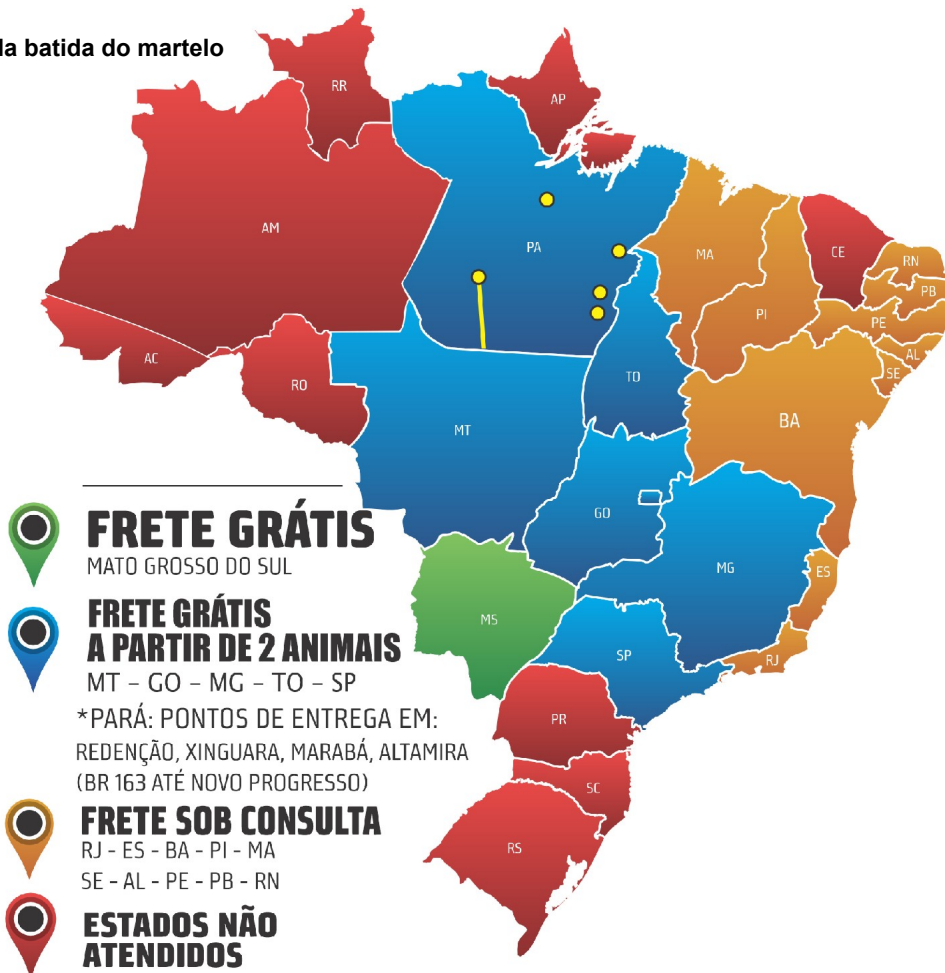 la batida do martelo
RR
AP
AM
PA
MA
CE
RN
PB
PI
PE
AL
SE
AC
RO
TO
BA
MT
GO
MG
ES
MS
SP
RJ
PR
SC
RS
FRETE GRÁTIS
MATO GROSSO DO SUL
FRETE GRÁTIS
A PARTIR DE 2 ANIMAIS
MT – GO – MG – TO – SP
*PARÁ: PONTOS DE ENTREGA EM:
REDENÇÃO, XINGUARA, MARABÁ, ALTAMIRA
(BR 163 ATÉ NOVO PROGRESSO)
FRETE SOB CONSULTA
RJ - ES - BA - PI - MA
SE - AL - PE - PB - RN
ESTADOS NÃO
ATENDIDOS